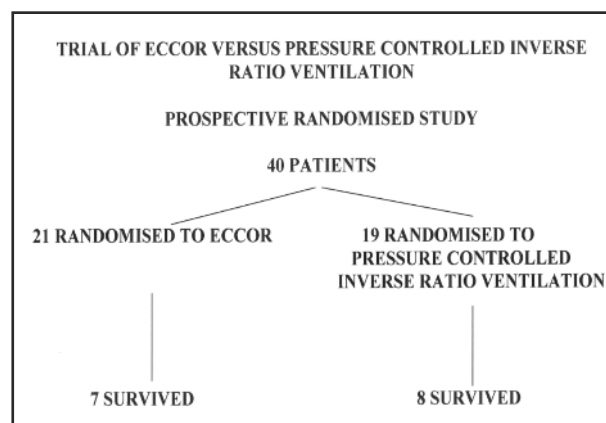 TRIAL OF ECCOR VERSUS PRESSURE CONTROLLED INVERSE
RATIO VENTILATION
PROSPECTIVE RANDOMISED STUDY
40 PATIENTS
21 RANDOMISED TO ECCOR
19 RANDOMISED TO
PRESSURE CONTROLLED
INVERSE RATIO VENTILATION
7 SURVIVED
8 SURVIVED